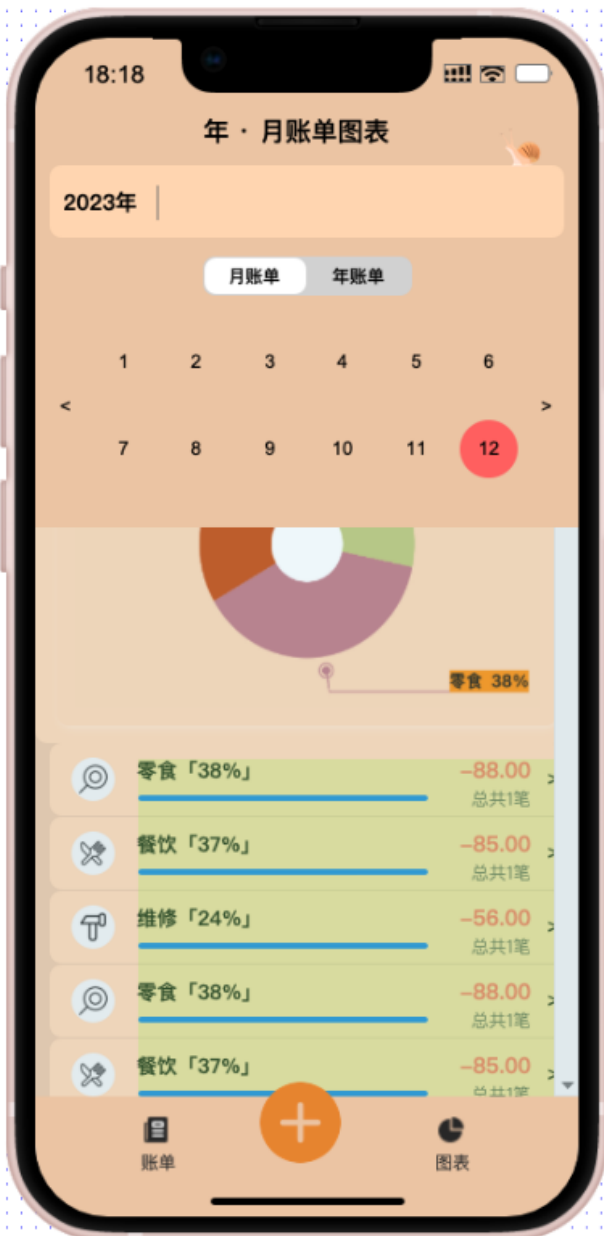 18:18
年 · 月账单图表
2023年
月账单 年账单
1 2 3 4 5 6
< >
7 8 9 10 11 12
零食 38%
零食「38%」 -88.00 >
总共1笔
餐饮「37%」 -85.00 >
总共1笔
维修「24%」 -56.00 >
总共1笔
零食「38%」 -88.00 >
总共1笔
餐饮「37%」 -85.00 >
总共1笔
账单 图表